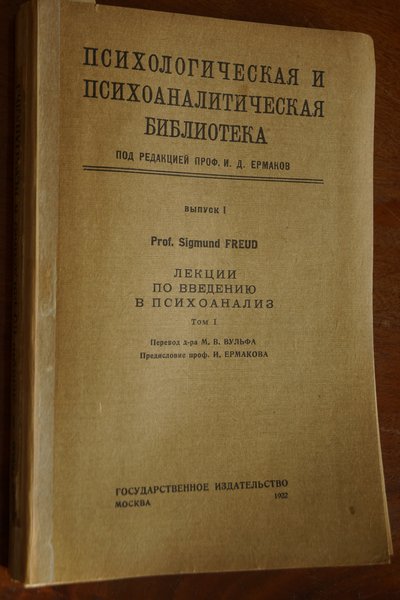 ПСИХОЛОГИЧЕСКАЯ И
ПСИХОАНАЛИТИЧЕСКАЯ
БИБЛИОТЕКА
ПОД РЕДАКЦИЕЙ ПРОФ. И. Д. ЕРМАКОВ
ВЫПУСК I
Prof. Sigmund FREUD
ЛЕКЦИИ
ПО ВВЕДЕНИЮ
В ПСИХОАНАЛИЗ
Том I
Перевод д-ра М. В. ВУЛЬФА
Предисловие проф. И. ЕРМАКОВА
ГОСУДАРСТВЕННОЕ ИЗДАТЕЛЬСТВО
МОСКВА 1922